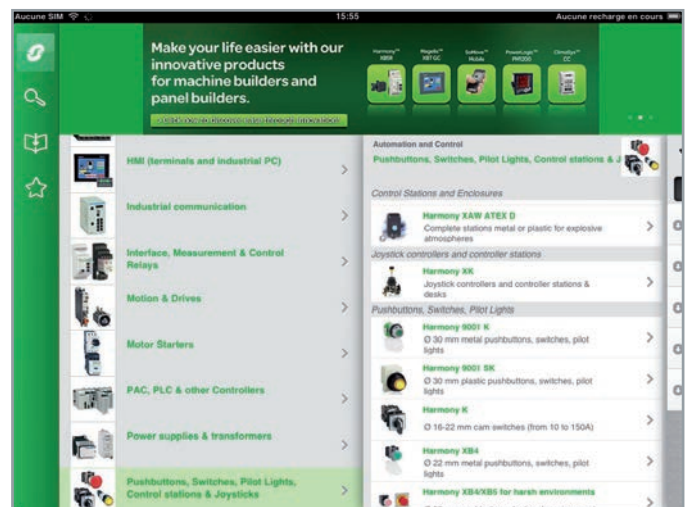 Aucune SIM
15:55
Aucune recharge en cours
Make your life easier with our
innovative products
for machine builders and
panel builders.
Harmony™
XB5R
Magelis™
XBT GC
PowerLogic™
CC
HMI (terminals and industrial PC)
Industrial communication
Interface, Measurement & Control
Relays
Motion & Drives
Motor Starters
PAC, PLC & other Controllers
Power supplies & transformers
Pushbuttons, Switches, Pilot Lights,
Control stations & Joysticks
Automation and Control
Pushbuttons, Switches, Pilot Lights, Control stations & J
Control Stations and Enclosures
Harmony XAW ATEX D
Complete stations metal or plastic for explosive
atmospheres
Joystick controllers and controller stations
Harmony XK
Joystick controllers and controller stations &
desks
Pushbuttons, Switches, Pilot Lights
Harmony 9001 K
Ø 30 mm metal pushbuttons, switches, pilot
lights
Harmony 9001 SK
Ø 30 mm plastic pushbuttons, switches, pilot
lights
Harmony K
Ø 16-22 mm cam switches (from 10 to 150A)
Harmony XB4
Ø 22 mm metal pushbuttons, switches, pilot
lights
Harmony XB4/XB5 for harsh environments